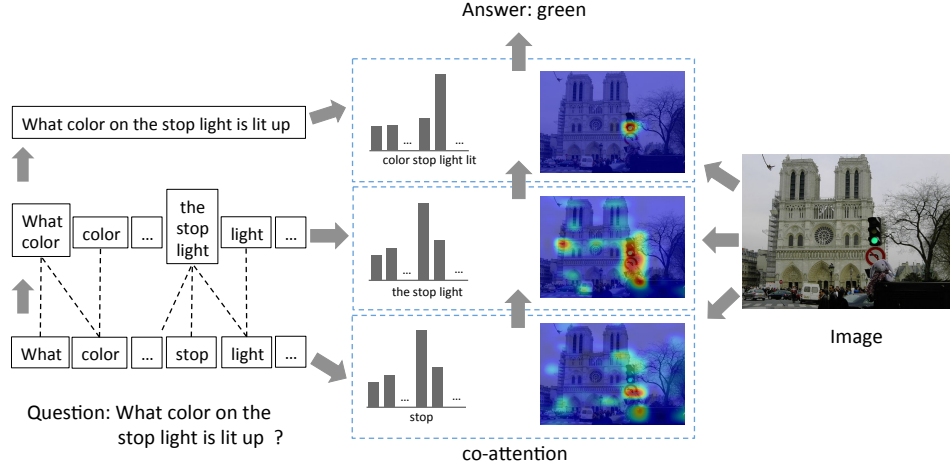 Answer: green
What color on the stop light is lit up
... ...
color stop light lit
What
color
color
...
the
stop
light
light
...
... ...
the stop light
What
color
...
stop
light
...
... ...
stop
Image
Question: What color on the
stop light is lit up ?
co-attention